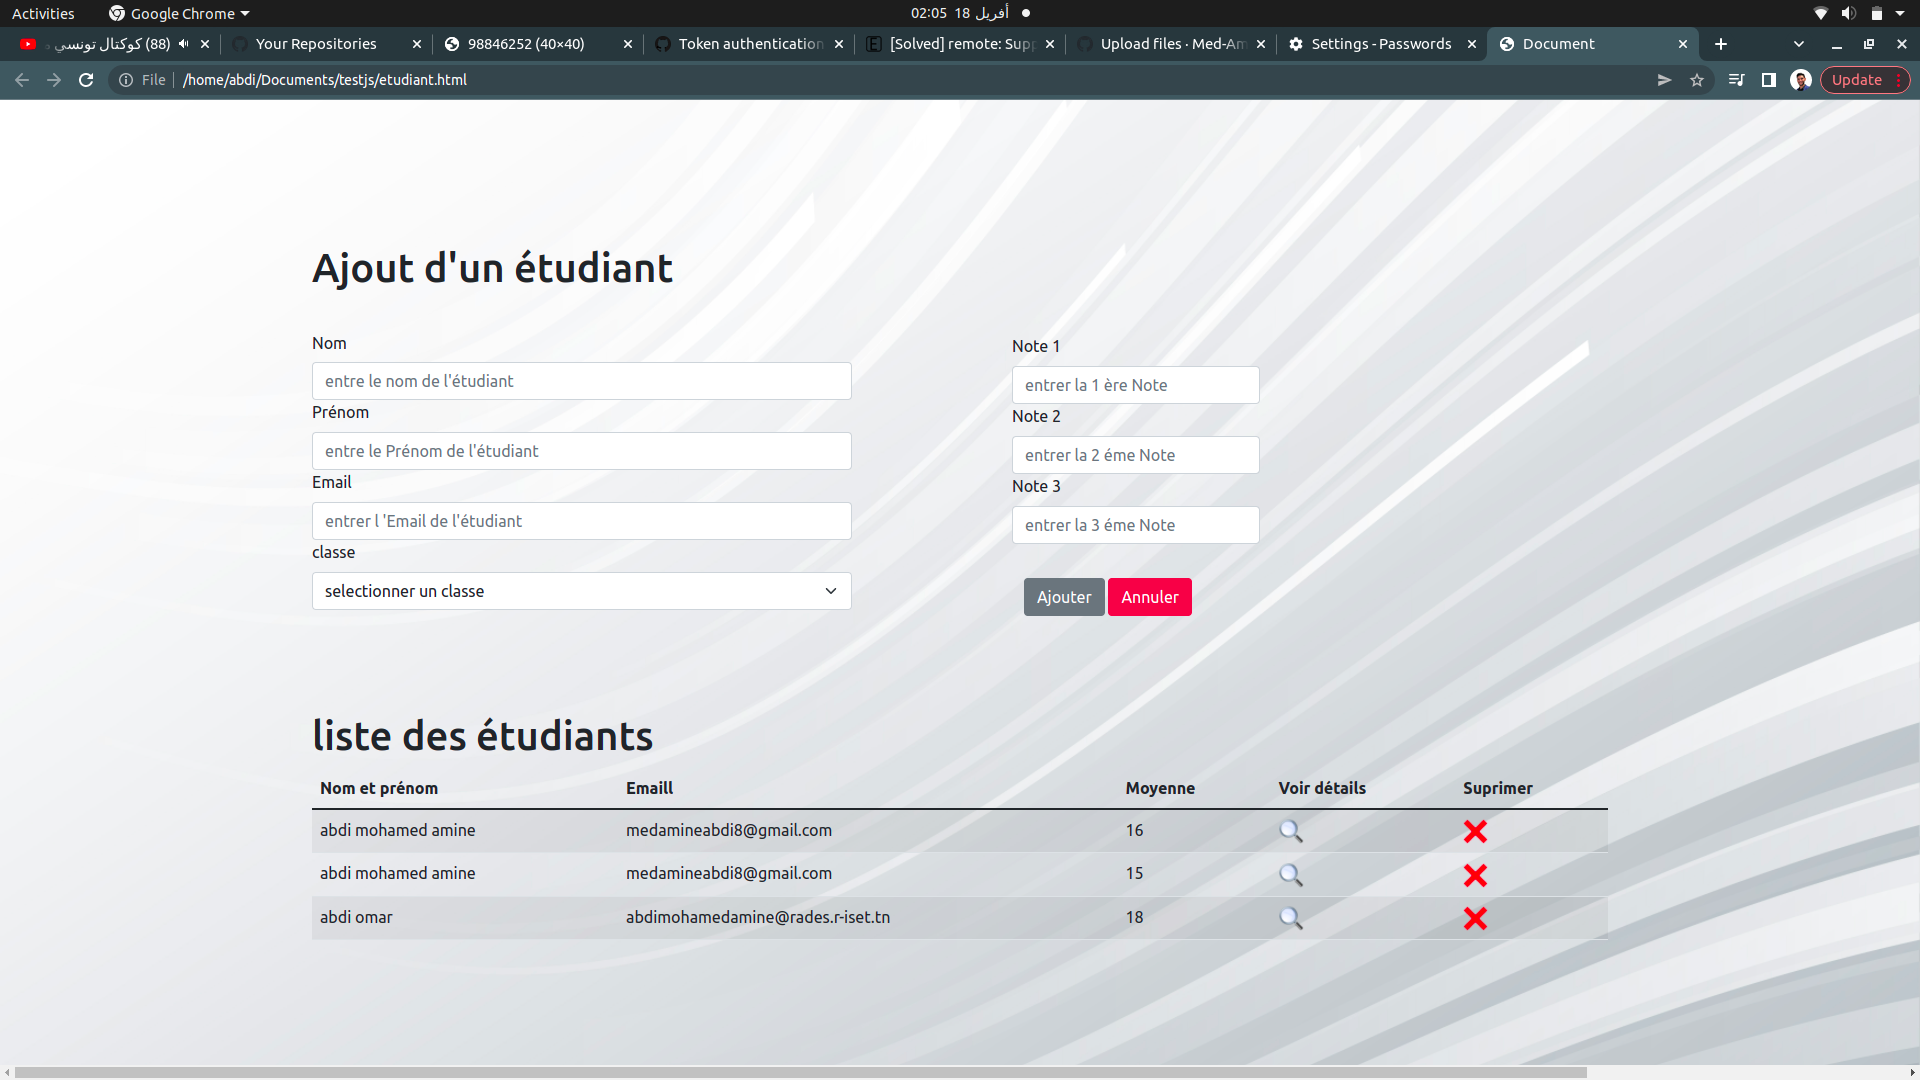 Activities
Google Chrome
02:05 18 أفريل
(88) كوكتال تونسي
Your Repositories
98846252 (40×40)
Token authentication
[Solved] remote: Supp
Upload files · Med-Am
Settings - Passwords
Document
File
/home/abdi/Documents/testjs/etudiant.html
Update
Ajout d'un étudiant
Nom
entre le nom de l'étudiant
Prénom
entre le Prénom de l'étudiant
Email
entrer l 'Email de l'étudiant
classe
selectionner un classe
Note 1
entrer la 1 ère Note
Note 2
entrer la 2 éme Note
Note 3
entrer la 3 éme Note
Ajouter Annuler
liste des étudiants
Nom et prénom Emaill Moyenne Voir détails Suprimer
abdi mohamed amine medamineabdi8@gmail.com 16
abdi mohamed amine medamineabdi8@gmail.com 15
abdi omar abdimohamedamine@rades.r-iset.tn 18